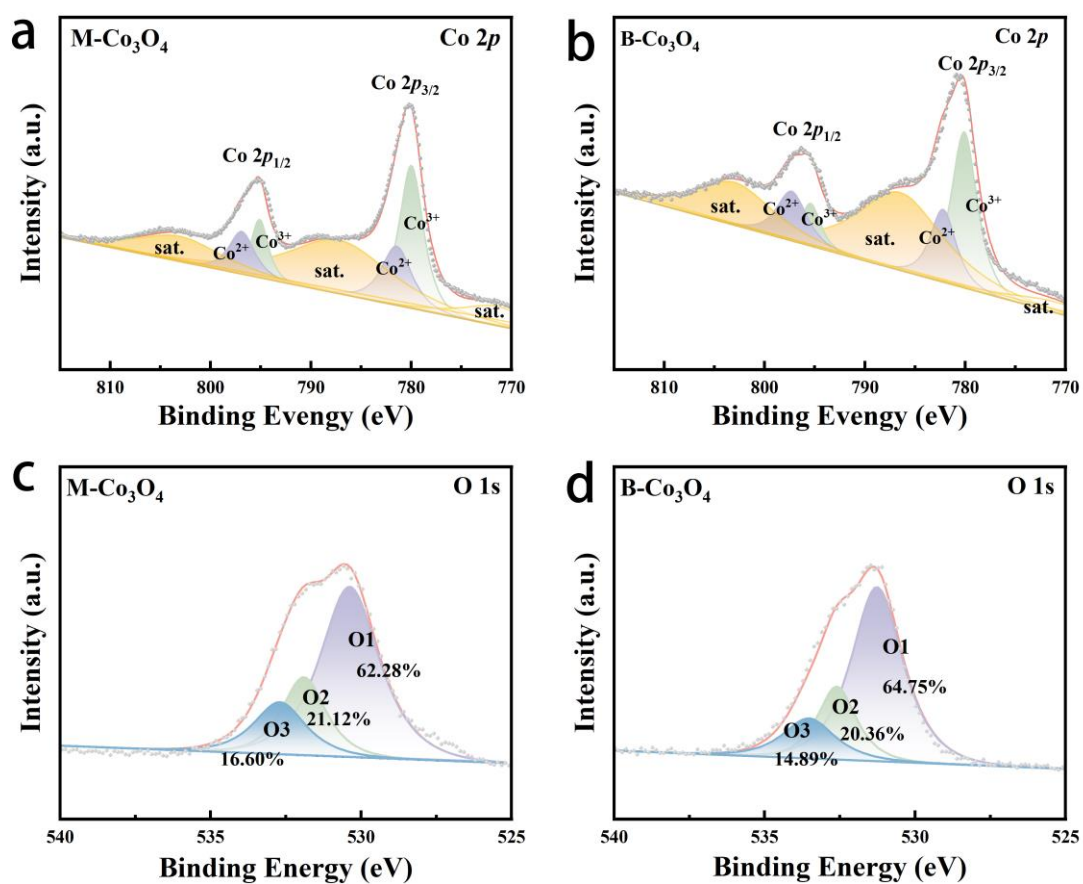 a
M-Co₃O₄
Co 2p
Co 2p₃/₂
Co 2p₁/₂
Co³⁺
Co³⁺
sat.
Co²⁺
sat.
Co²⁺
sat.
Intensity (a.u.)
810 800 790 780 770
Binding Evengy (eV)
b
B-Co₃O₄
Co 2p
Co 2p₃/₂
Co 2p₁/₂
Co³⁺
sat.
Co²⁺
Co³⁺
sat.
Co²⁺
sat.
Intensity (a.u.)
810 800 790 780 770
Binding Evengy (eV)
c
M-Co₃O₄
O 1s
O1
62.28%
O2
21.12%
O3
16.60%
Intensity (a.u.)
540 535 530 525
Binding Energy (eV)
d
B-Co₃O₄
O 1s
O1
64.75%
O2
20.36%
O3
14.89%
Intensity (a.u.)
540 535 530 525
Binding Energy (eV)